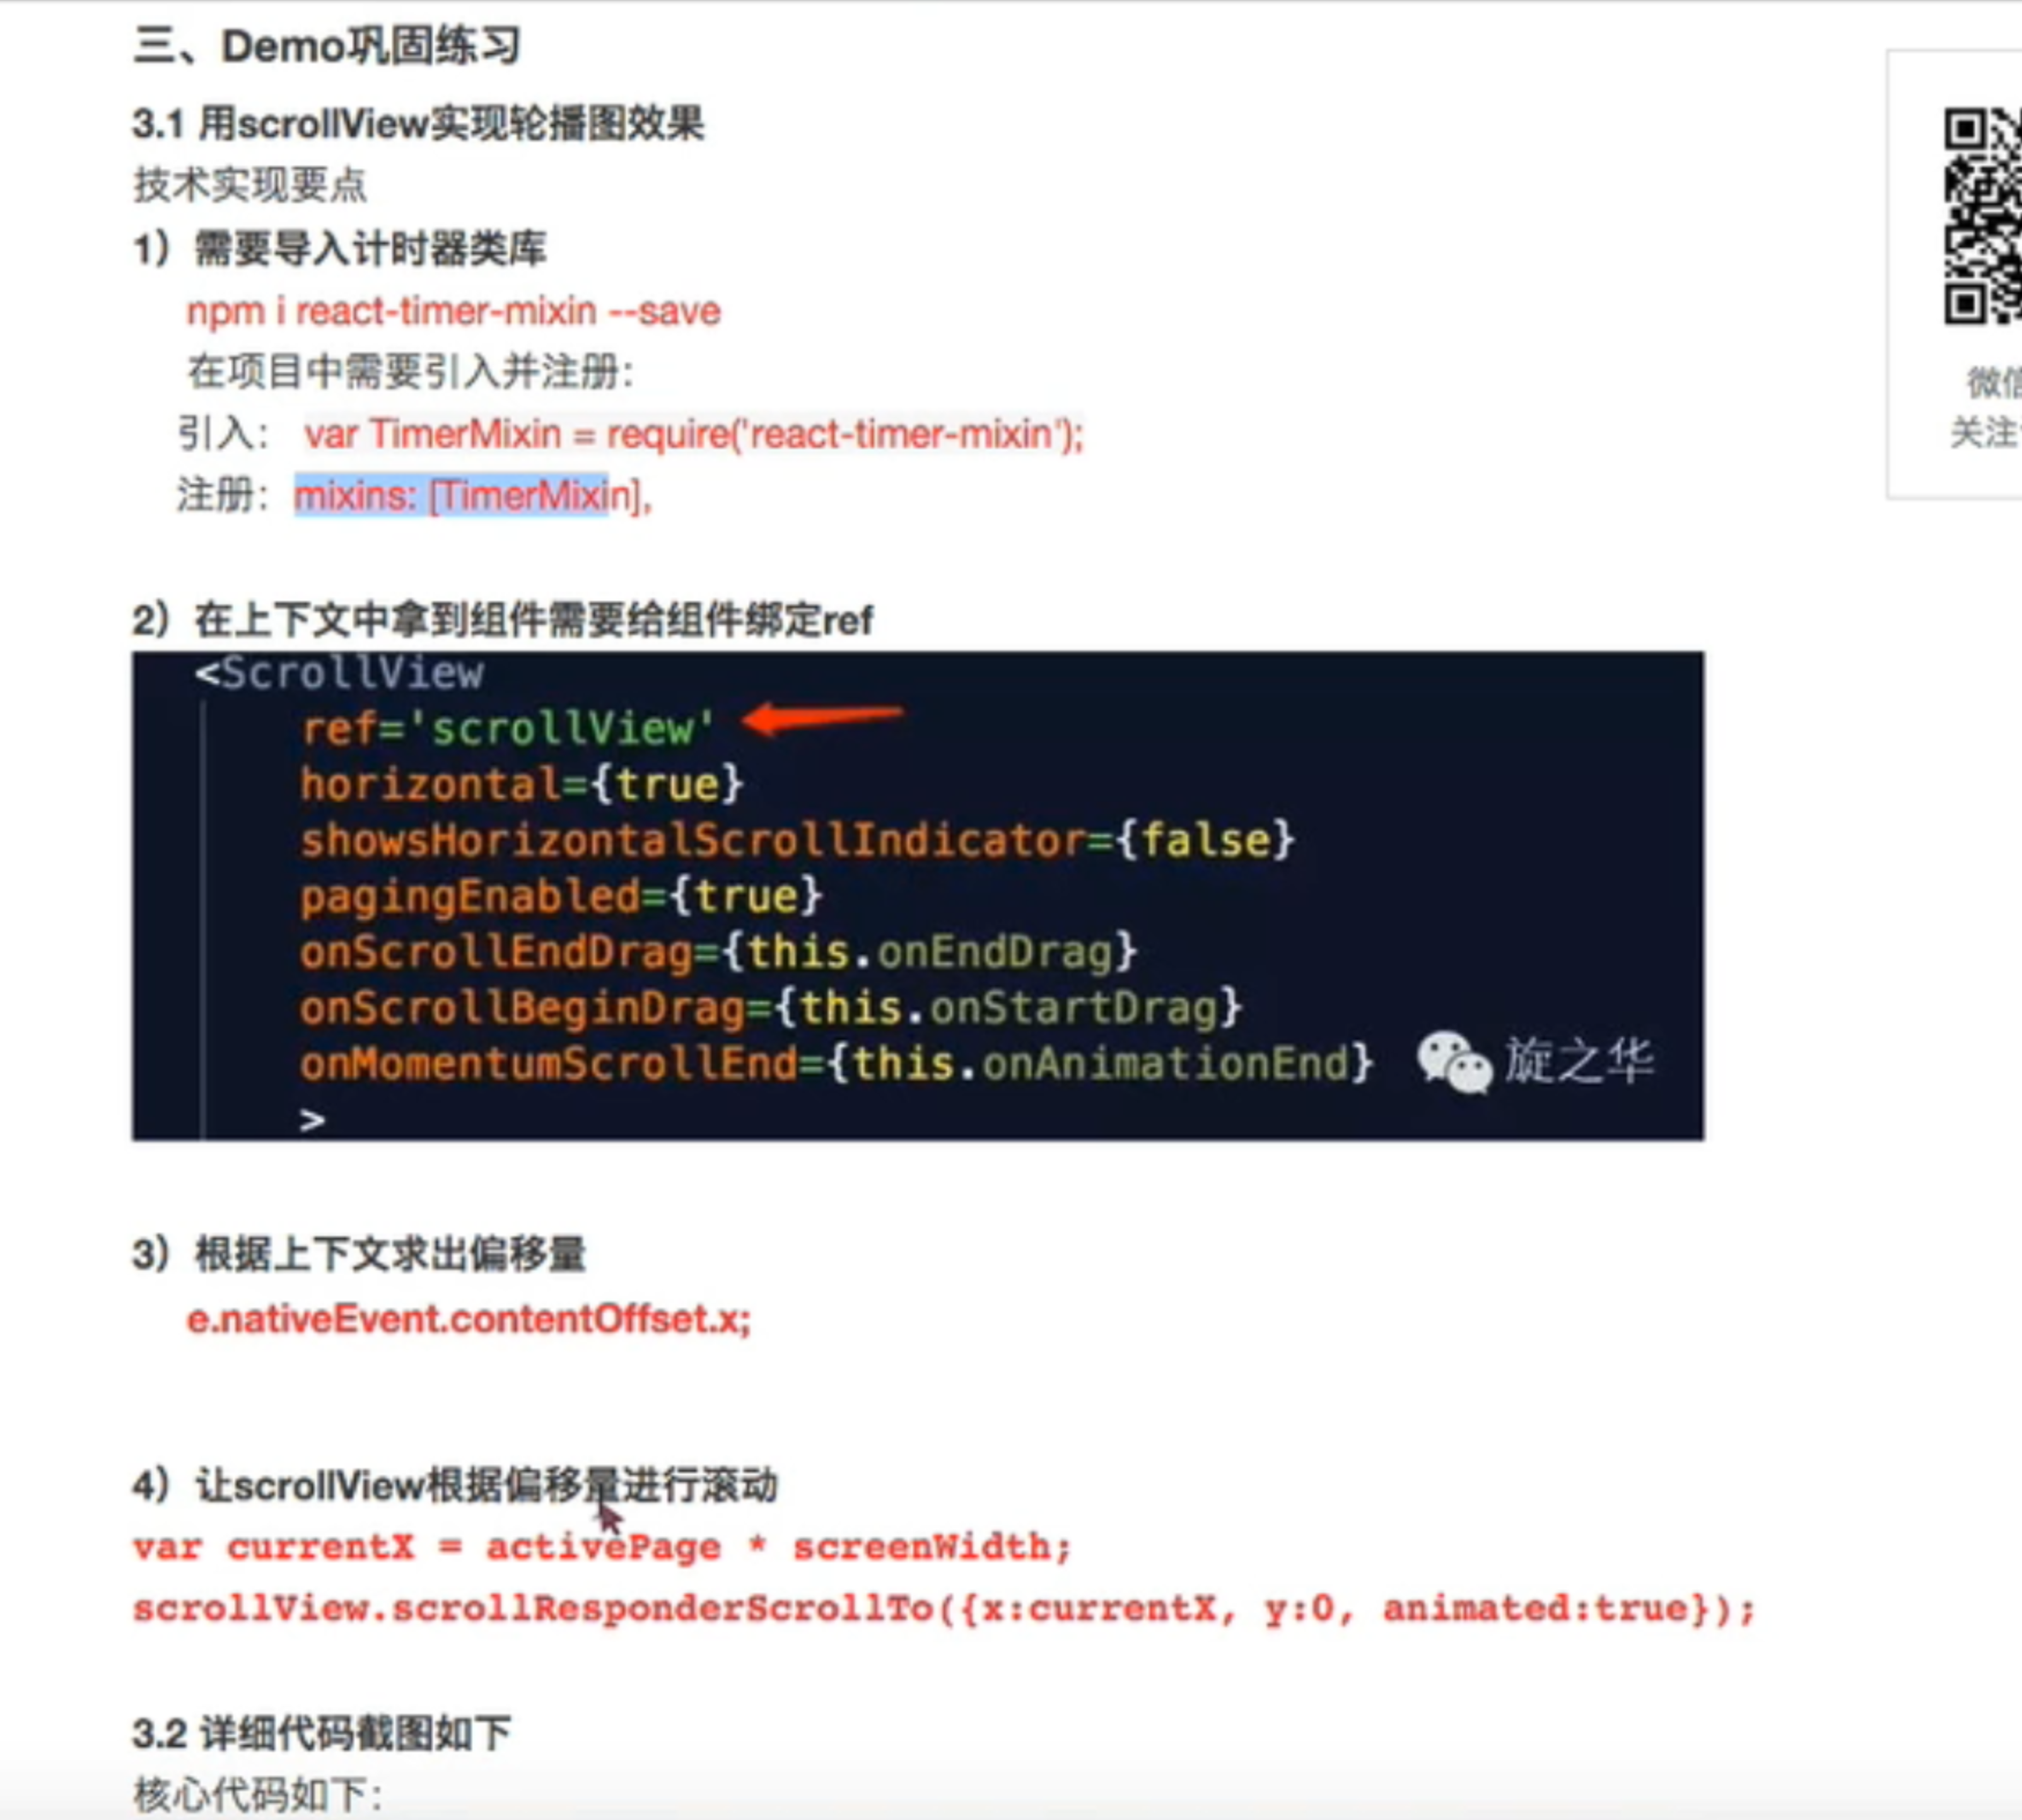 三、Demo巩固练习
3.1 用scrollView实现轮播图效果
技术实现要点
1）需要导入计时器类库
npm i react-timer-mixin --save
在项目中需要引入并注册：
引入： var TimerMixin = require('react-timer-mixin');
注册： mixins: [TimerMixin],
2）在上下文中拿到组件需要给组件绑定ref
<ScrollView
ref='scrollView'
horizontal={true}
showsHorizontalScrollIndicator={false}
pagingEnabled={true}
onScrollEndDrag={this.onEndDrag}
onScrollBeginDrag={this.onStartDrag}
onMomentumScrollEnd={this.onAnimationEnd}
旋之华
>
3）根据上下文求出偏移量
e.nativeEvent.contentOffset.x;
4）让scrollView根据偏移量进行滚动
var currentX = activePage * screenWidth;
scrollView.scrollResponderScrollTo({x:currentX, y:0, animated:true});
3.2 详细代码截图如下
核心代码如下：
微信
关注